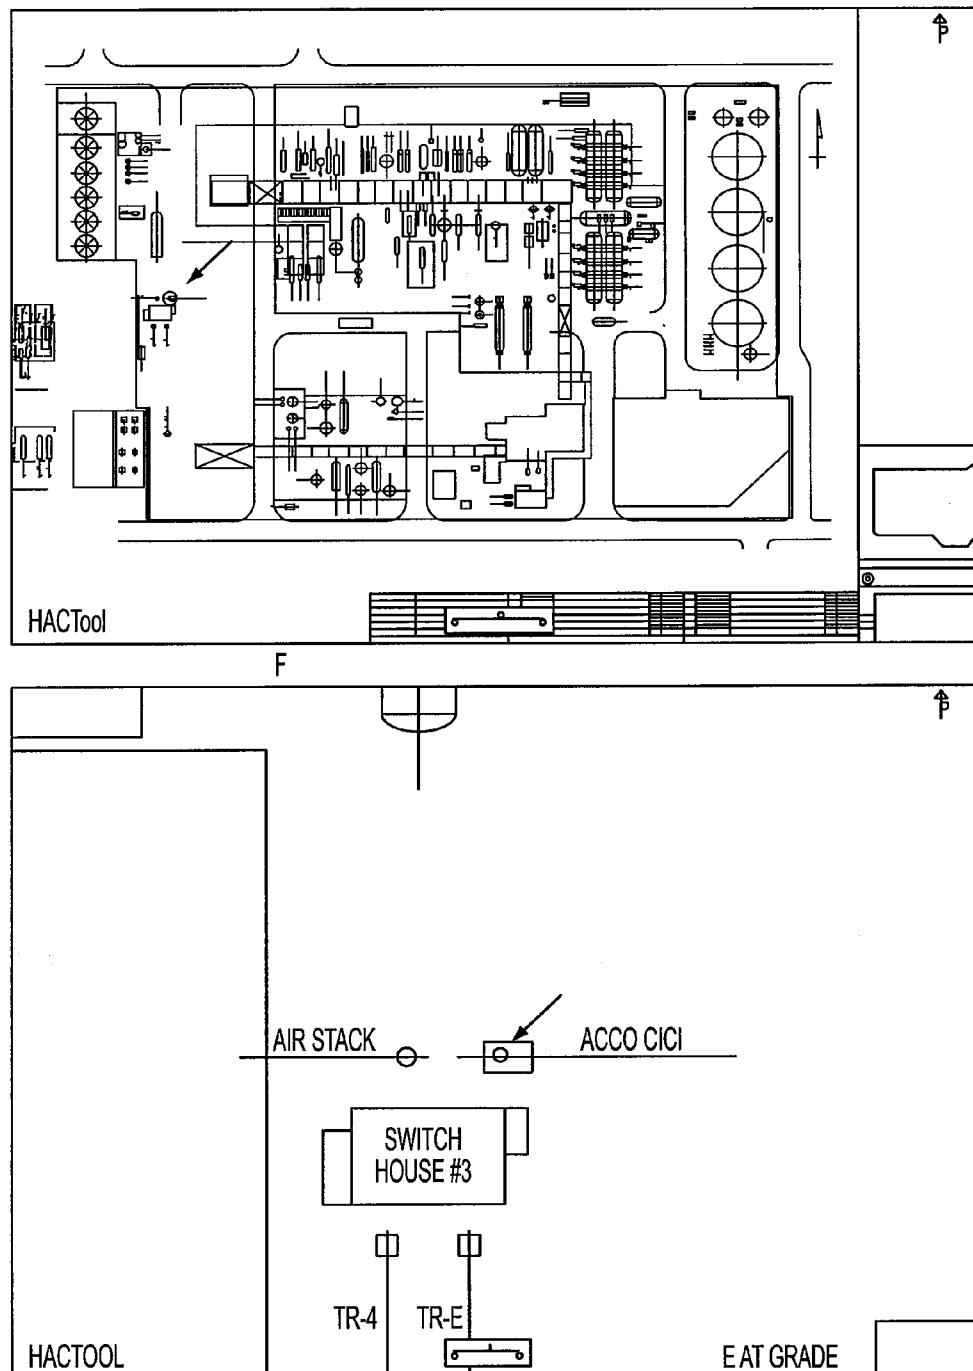 HACTool
F
AIR STACK
ACCO CICI
SWITCH
HOUSE #3
TR-4
TR-E
HACTOOL
E AT GRADE